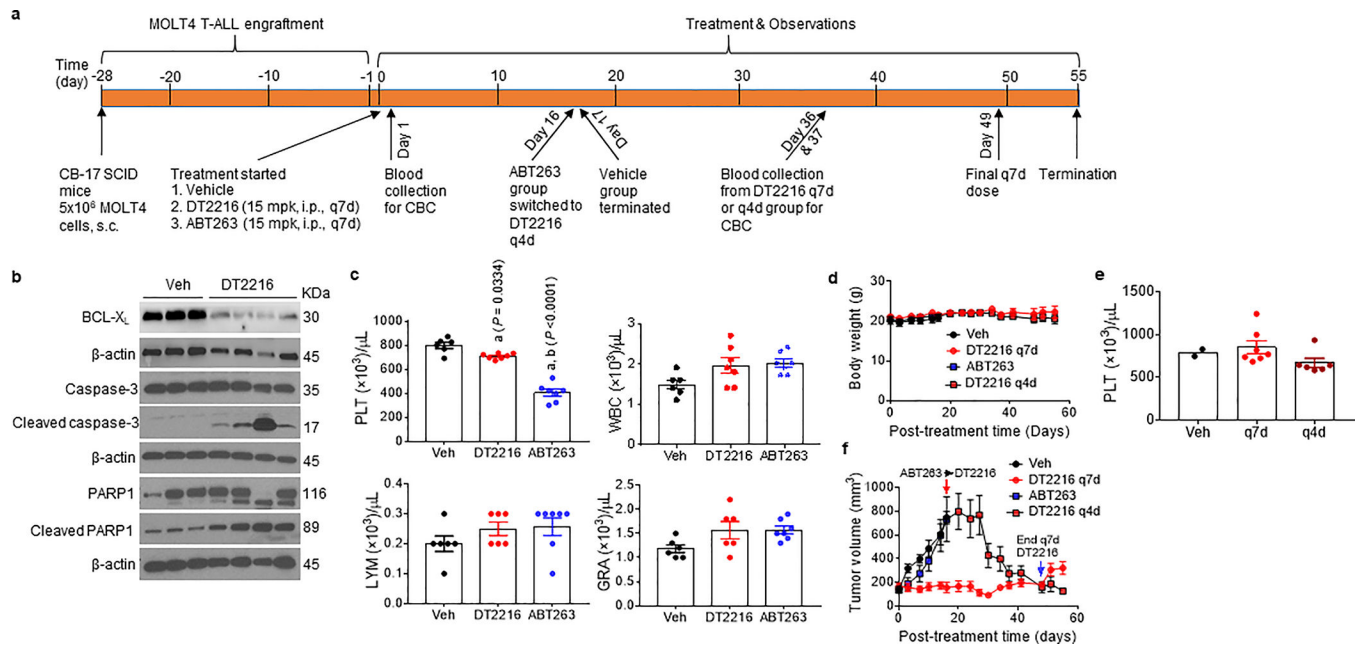 a
MOLT4 T-ALL engraftment
Treatment & Observations
Time
(day)
-28
-20
-10
-1
0
10
20
30
40
50
55
Day 1
Day 16
Day 17
Day 36
& 37
Day 49
CB-17 SCID
mice
5x10⁶ MOLT4
cells, s.c.
Treatment started
1. Vehicle
2. DT2216 (15 mpk, i.p., q7d)
3. ABT263 (15 mpk, i.p., q7d)
Blood
collection
for CBC
ABT263
group
switched to
DT2216
q4d
Vehicle
group
terminated
Blood collection
from DT2216 q7d
or q4d group for
CBC
Final q7d
dose
Termination
b
Veh
DT2216
KDa
BCL-X_L
30
β-actin
45
Caspase-3
35
Cleaved caspase-3
17
β-actin
45
PARP1
116
Cleaved PARP1
89
β-actin
45
c
PLT (×10³)/µL
1000
800
600
400
200
0
a (P = 0.0334)
a, b (P <0.0001)
Veh
DT2216
ABT263
WBC (×10³)/µL
3.0
2.5
2.0
1.5
1.0
0.5
0.0
Veh
DT2216
ABT263
LYM (×10³)/µL
0.4
0.3
0.2
0.1
0.0
Veh
DT2216
ABT263
GRA (×10³)/µL
2.5
2.0
1.5
1.0
0.5
0.0
Veh
DT2216
ABT263
d
Body weight (g)
30
20
10
0
Veh
DT2216 q7d
ABT263
DT2216 q4d
0
20
40
60
Post-treatment time (Days)
e
PLT (×10³)/µL
1500
1000
500
0
Veh
q7d
q4d
f
Tumor volume (mm³)
1000
800
600
400
200
0
ABT263
DT2216
Veh
DT2216 q7d
ABT263
DT2216 q4d
End q7d
DT2216
0
20
40
60
Post-treatment time (days)